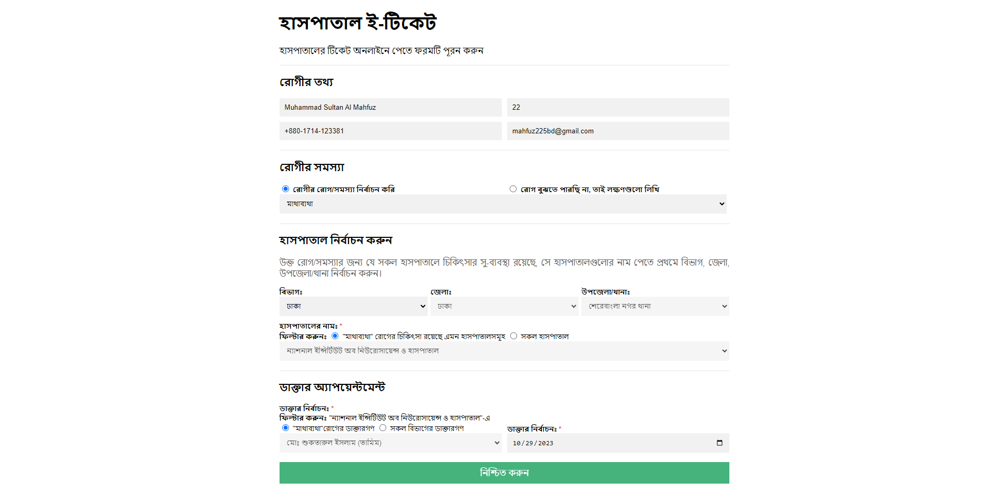 হাসপাতাল ই-টিকেট
হাসপাতালের টিকেট অনলাইনে পেতে ফরমটি পূরন করুন
রোগীর তথ্য
Muhammad Sultan Al Mahfuz
22
+880-1714-123381
mahfuz225bd@gmail.com
রোগীর সমস্যা
রোগীর রোগ/সমস্যা নির্বাচন করি
রোগ বুঝতে পারছি না, তাই লক্ষণগুলো লিখি
মাথাব্যথা
হাসপাতাল নির্বাচন করুন
উক্ত রোগ/সমস্যার জন্য যে সকল হাসপাতালে চিকিৎসার সু-ব্যবস্থা রয়েছে, সে হাসপাতালগুলোর নাম পেতে প্রথমে বিভাগ, জেলা,
উপজেলা/থানা নির্বাচন করুন।
বিভাগঃ
জেলাঃ
উপজেলা/থানাঃ
ঢাকা
ঢাকা
শেরেবাংলা নগর থানা
হাসপাতালের নামঃ *
ফিল্টার করুনঃ "মাথাব্যথা" রোগের চিকিৎসা রয়েছে এমন হাসপাতালসমূহ সকল হাসপাতাল
ন্যাশনাল ইন্সিটিউট অব নিউরোসায়েন্স ও হাসপাতাল
ডাক্তার অ্যাপয়েন্টমেন্ট
ডাক্তার নির্বাচনঃ *
ফিল্টার করুনঃ "ন্যাশনাল ইন্সিটিউট অব নিউরোসায়েন্স ও হাসপাতাল"-এ
"মাথাব্যথা"রোগের ডাক্তারগণ সকল বিভাগের ডাক্তারগণ
ডাক্তার নির্বাচনঃ *
মোঃ শুকতারুল ইসলাম (তামিম)
10/29/2023
নিশ্চিত করুন